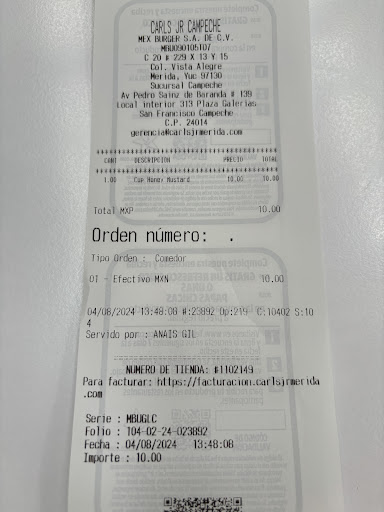 CARLS JR CAMPECHE
MEX BURGER S.A. DE C.V.
MBU090105T07
C 20 # 229 X 13 Y 15
Col. Vista Alegre
Merida, Yuc 97130
Sucursal Campeche
Av Pedro Sainz de Baranda # 139
Local interior 313 Plaza Galerias
San Francisco Campeche
C.P. 24014
gerencia@carlsjrmerida.com
CANT DESCRIPCION PRECIO TOTAL
1.00 Cup Honey Mustard 10.00 10.00
Total MXP 10.00
Orden número: .
Tipo Orden : Comedor
01 - Efectivo MXN 10.00
04/08/2024 13:48:08 #:23892 Op:219 C:10402 S:10
4
Servido por : ANAIS GIL
NUMERO DE TIENDA: #1102149
Para facturar: https://facturacion.carlsjrmerida
.com
Serie : MBUGLC
Folio : T04-02-24-023892
Fecha : 04/08/2024 13:48:08
Importe : 10.00